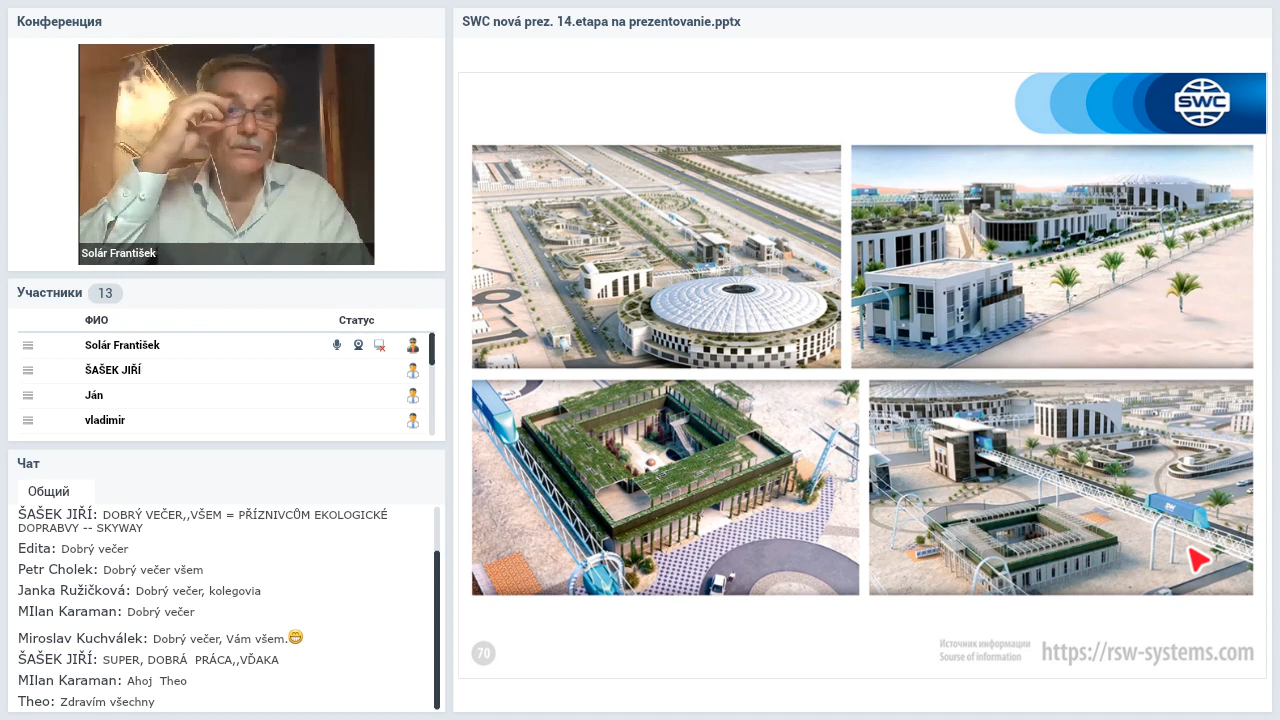 Конференция
Solár František
Участники 13
ФИО Статус
Solár František
ŠAŠEK JIŘÍ
Ján
vladimir
Чат
Общий
ŠAŠEK JIŘÍ: DOBRÝ VEČER,,VŠEM = PŘÍZNIVCŮM EKOLOGICKÉ
DOPRABVY -- SKYWAY
Edita: Dobrý večer
Petr Cholek: Dobrý večer všem
Janka Ružičková: Dobrý večer, kolegovia
MIlan Karaman: Dobrý večer
Miroslav Kuchválek: Dobrý večer, Vám všem.
ŠAŠEK JIŘÍ: SUPER, DOBRÁ PRÁCA,,VĎAKA
MIlan Karaman: Ahoj Theo
Theo: Zdravím všechny
SWC nová prez. 14.etapa na prezentovanie.pptx
SWC
70
Источник информации
Sourse of information
https://rsw-systems.com